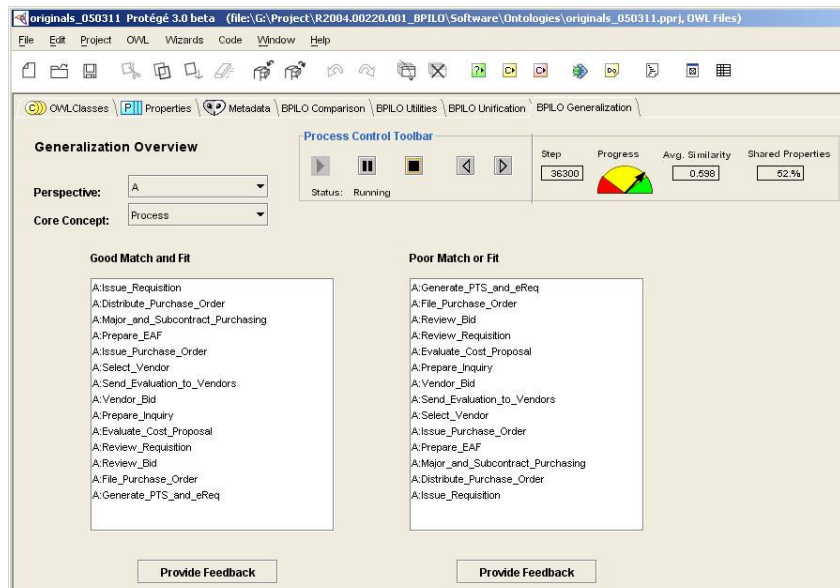 originals_050311 Protégé 3.0 beta (file:\G:\Project\R2004.00220.001_BPILO\Software\Ontologies\originals_050311.pprj, OWL Files)
File Edit Project OWL Wizards Code Window Help
OWLClasses Properties Metadata BPILO Comparison BPILO Utilities BPILO Unification BPILO Generalization
Generalization Overview
Perspective: A
Core Concept: Process
Process Control Toolbar
Status: Running
Step Progress Avg. Similarity Shared Properties
36300 0.598 52.%
Good Match and Fit
A:Issue_Requisition
A:Distribute_Purchase_Order
A:Major_and_Subcontract_Purchasing
A:Prepare_EAF
A:Issue_Purchase_Order
A:Select_Vendor
A:Send_Evaluation_to_Vendors
A:Vendor_Bid
A:Prepare_Inquiry
A:Evaluate_Cost_Proposal
A:Review_Requisition
A:Review_Bid
A:File_Purchase_Order
A:Generate_PTS_and_eReq
Provide Feedback
Poor Match or Fit
A:Generate_PTS_and_eReq
A:File_Purchase_Order
A:Review_Bid
A:Review_Requisition
A:Evaluate_Cost_Proposal
A:Prepare_Inquiry
A:Vendor_Bid
A:Send_Evaluation_to_Vendors
A:Select_Vendor
A:Issue_Purchase_Order
A:Prepare_EAF
A:Major_and_Subcontract_Purchasing
A:Distribute_Purchase_Order
A:Issue_Requisition
Provide Feedback